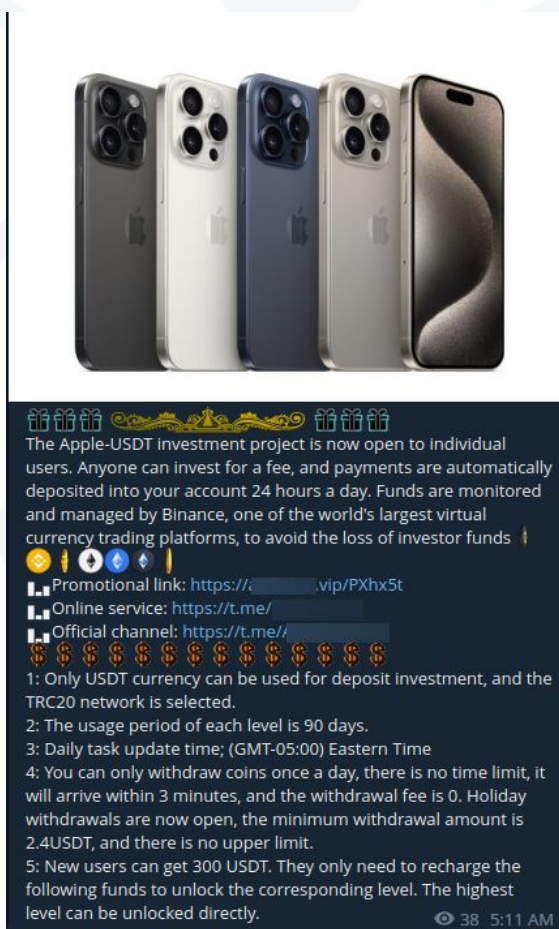 The Apple-USDT investment project is now open to individual
users. Anyone can invest for a fee, and payments are automatically
deposited into your account 24 hours a day. Funds are monitored
and managed by Binance, one of the world's largest virtual
currency trading platforms, to avoid the loss of investor funds
Promotional link: https://a .vip/PXhx5t
Online service: https://t.me/
Official channel: https://t.me/
1: Only USDT currency can be used for deposit investment, and the
TRC20 network is selected.
2: The usage period of each level is 90 days.
3: Daily task update time; (GMT-05:00) Eastern Time
4: You can only withdraw coins once a day, there is no time limit, it
will arrive within 3 minutes, and the withdrawal fee is 0. Holiday
withdrawals are now open, the minimum withdrawal amount is
2.4USDT, and there is no upper limit.
5: New users can get 300 USDT. They only need to recharge the
following funds to unlock the corresponding level. The highest
level can be unlocked directly.
38 5:11 AM